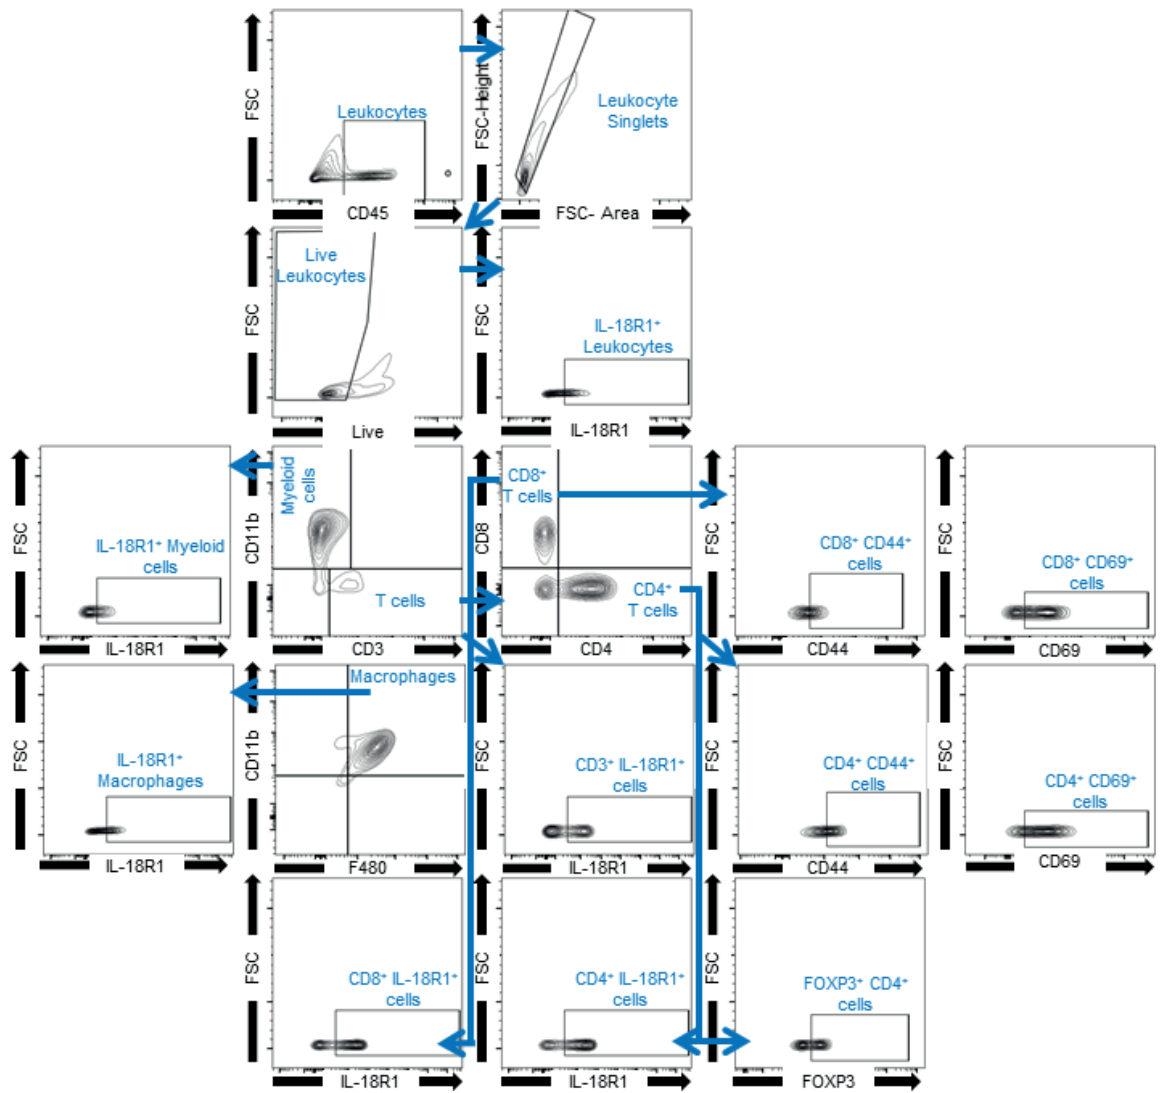 FSC
Leukocytes
CD45
FSC-Height
Leukocyte
Singlets
FSC- Area
FSC
Live
Leukocytes
Live
FSC
IL-18R1⁺
Leukocytes
IL-18R1
FSC
IL-18R1⁺ Myeloid
cells
IL-18R1
CD11b
Myeloid
cells
T cells
CD3
CD8
CD8⁺
T cells
CD4⁺
T cells
CD4
FSC
CD8⁺ CD44⁺
cells
CD44
FSC
CD8⁺ CD69⁺
cells
CD69
FSC
IL-18R1⁺
Macrophages
IL-18R1
CD11b
Macrophages
F480
FSC
CD3⁺ IL-18R1⁺
cells
IL-18R1
FSC
CD4⁺ CD44⁺
cells
CD44
FSC
CD4⁺ CD69⁺
cells
CD69
FSC
CD8⁺ IL-18R1⁺
cells
IL-18R1
FSC
CD4⁺ IL-18R1⁺
cells
IL-18R1
FSC
FOXP3⁺ CD4⁺
cells
FOXP3